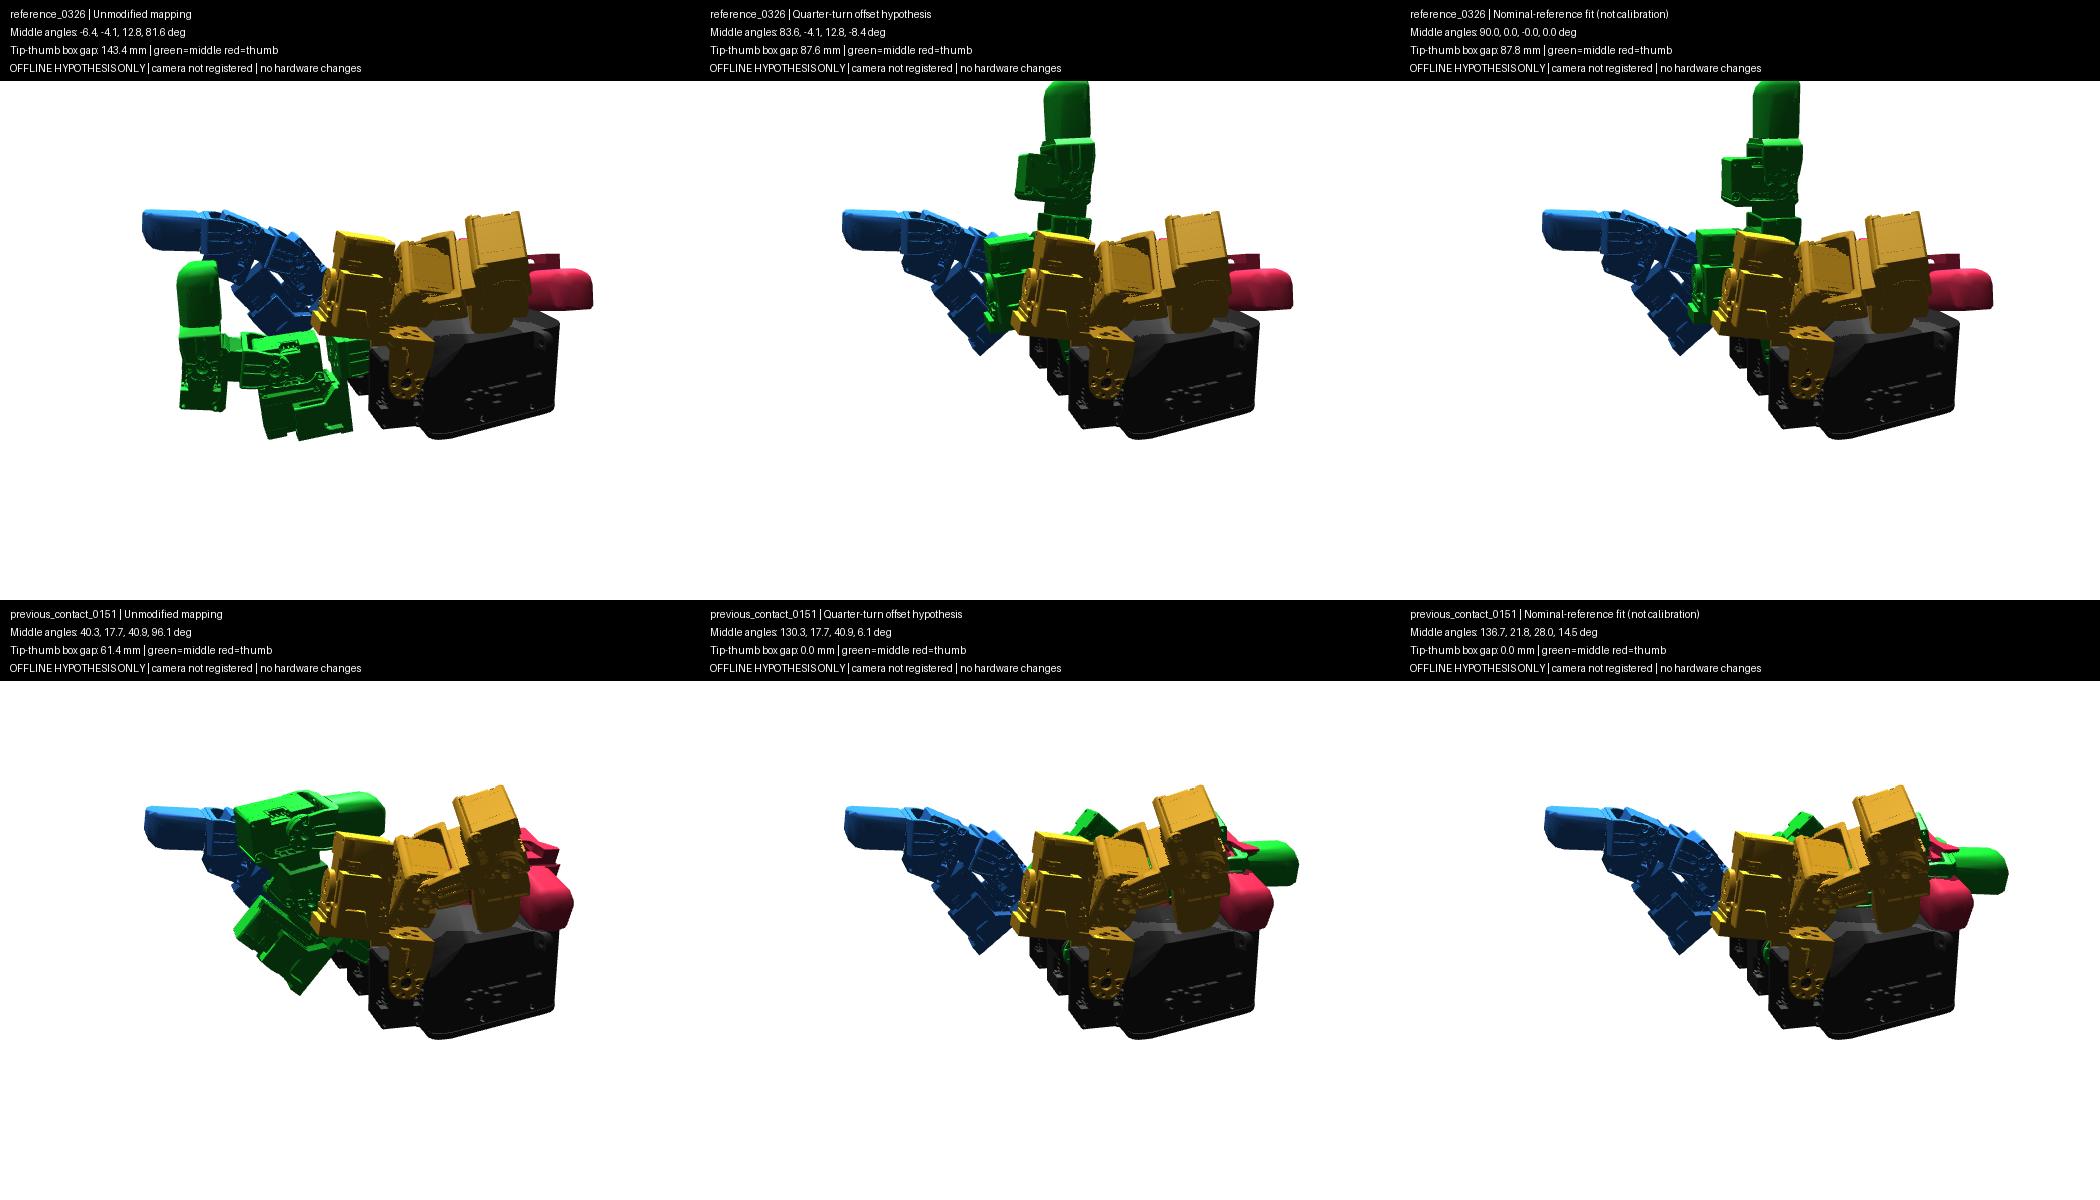 reference_0326 | Unmodified mapping
Middle angles: -6.4, -4.1, 12.8, 81.6 deg
Tip-thumb box gap: 143.4 mm | green=middle red=thumb
OFFLINE HYPOTHESIS ONLY | camera not registered | no hardware changes
reference_0326 | Quarter-turn offset hypothesis
Middle angles: 83.6, -4.1, 12.8, -8.4 deg
Tip-thumb box gap: 87.6 mm | green=middle red=thumb
OFFLINE HYPOTHESIS ONLY | camera not registered | no hardware changes
reference_0326 | Nominal-reference fit (not calibration)
Middle angles: 90.0, 0.0, -0.0, 0.0 deg
Tip-thumb box gap: 87.8 mm | green=middle red=thumb
OFFLINE HYPOTHESIS ONLY | camera not registered | no hardware changes
previous_contact_0151 | Unmodified mapping
Middle angles: 40.3, 17.7, 40.9, 96.1 deg
Tip-thumb box gap: 61.4 mm | green=middle red=thumb
OFFLINE HYPOTHESIS ONLY | camera not registered | no hardware changes
previous_contact_0151 | Quarter-turn offset hypothesis
Middle angles: 130.3, 17.7, 40.9, 6.1 deg
Tip-thumb box gap: 0.0 mm | green=middle red=thumb
OFFLINE HYPOTHESIS ONLY | camera not registered | no hardware changes
previous_contact_0151 | Nominal-reference fit (not calibration)
Middle angles: 136.7, 21.8, 28.0, 14.5 deg
Tip-thumb box gap: 0.0 mm | green=middle red=thumb
OFFLINE HYPOTHESIS ONLY | camera not registered | no hardware changes